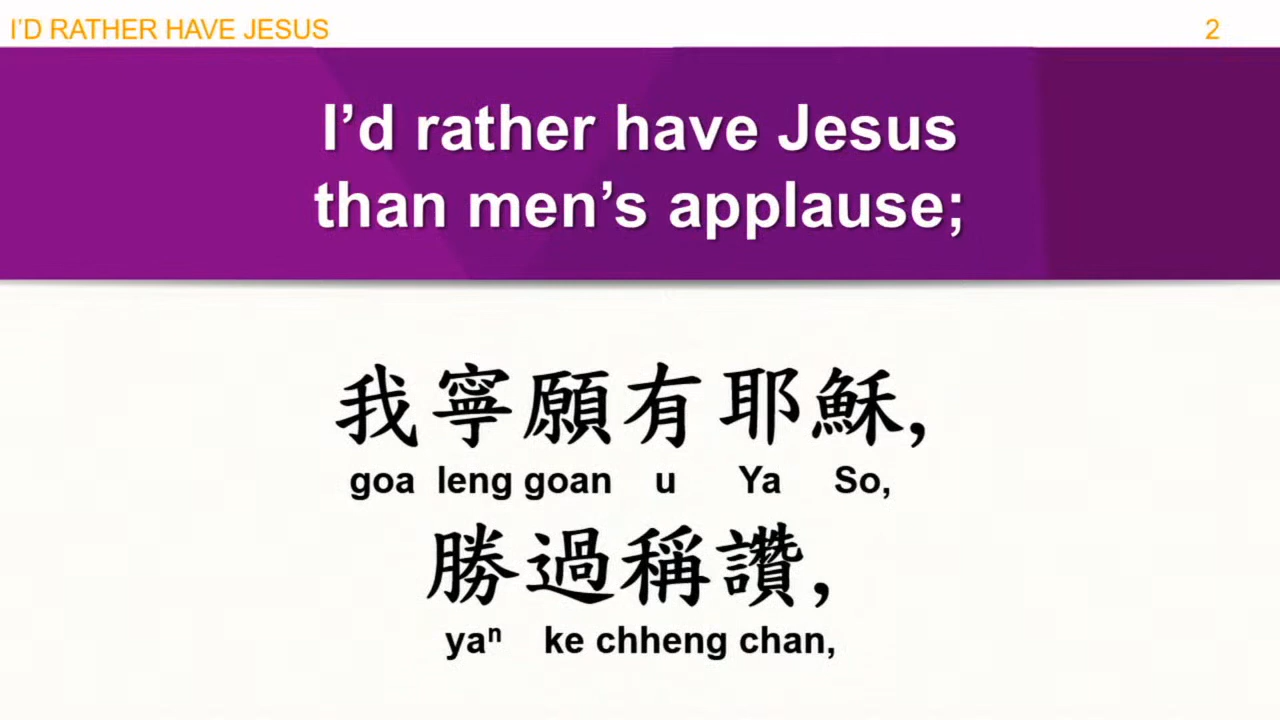 I’D RATHER HAVE JESUS 2
I’d rather have Jesus
than men’s applause;
我寧願有耶穌,
goa leng goan u Ya So,
勝過稱讚,
yaⁿ ke chheng chan,